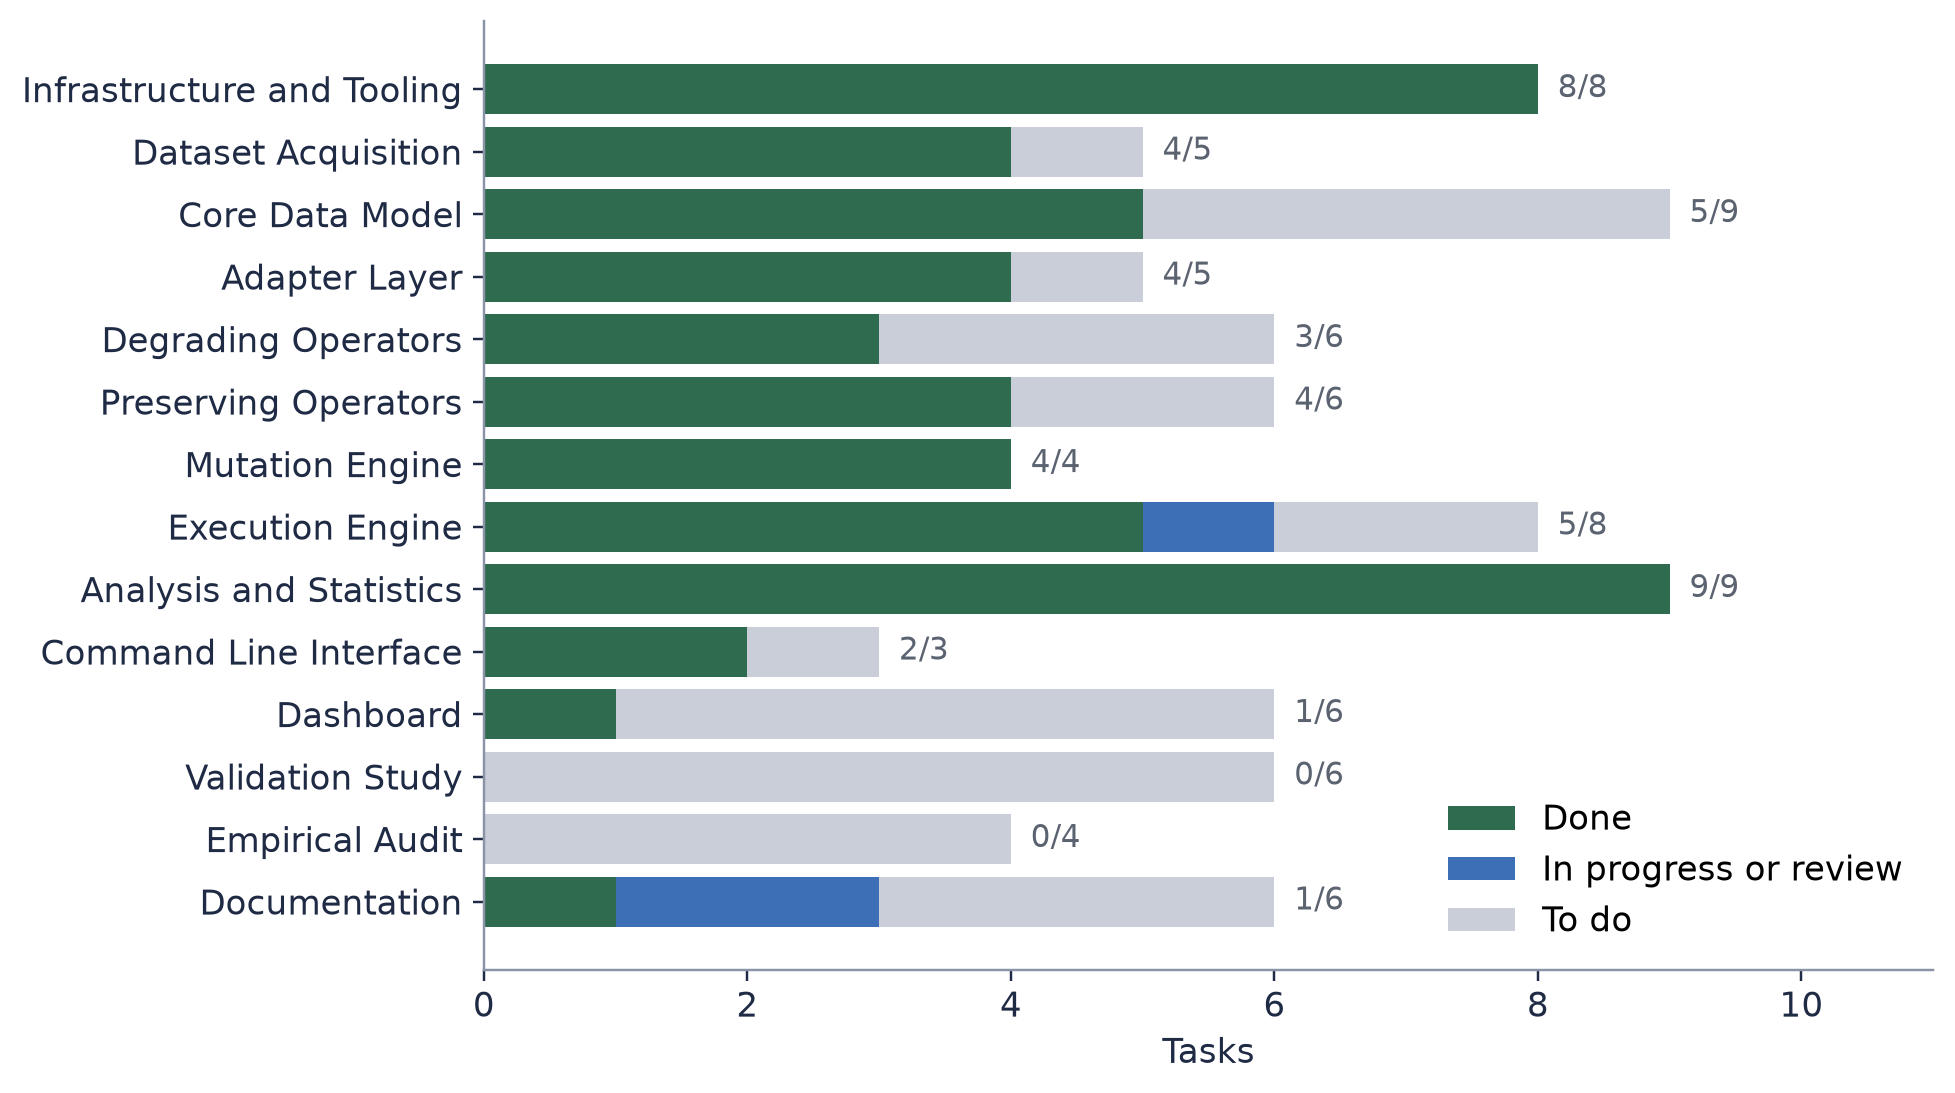 Infrastructure and Tooling 8/8
Dataset Acquisition 4/5
Core Data Model 5/9
Adapter Layer 4/5
Degrading Operators 3/6
Preserving Operators 4/6
Mutation Engine 4/4
Execution Engine 5/8
Analysis and Statistics 9/9
Command Line Interface 2/3
Dashboard 1/6
Validation Study 0/6
Empirical Audit 0/4
Documentation 1/6
Done
In progress or review
To do
0 2 4 6 8 10
Tasks